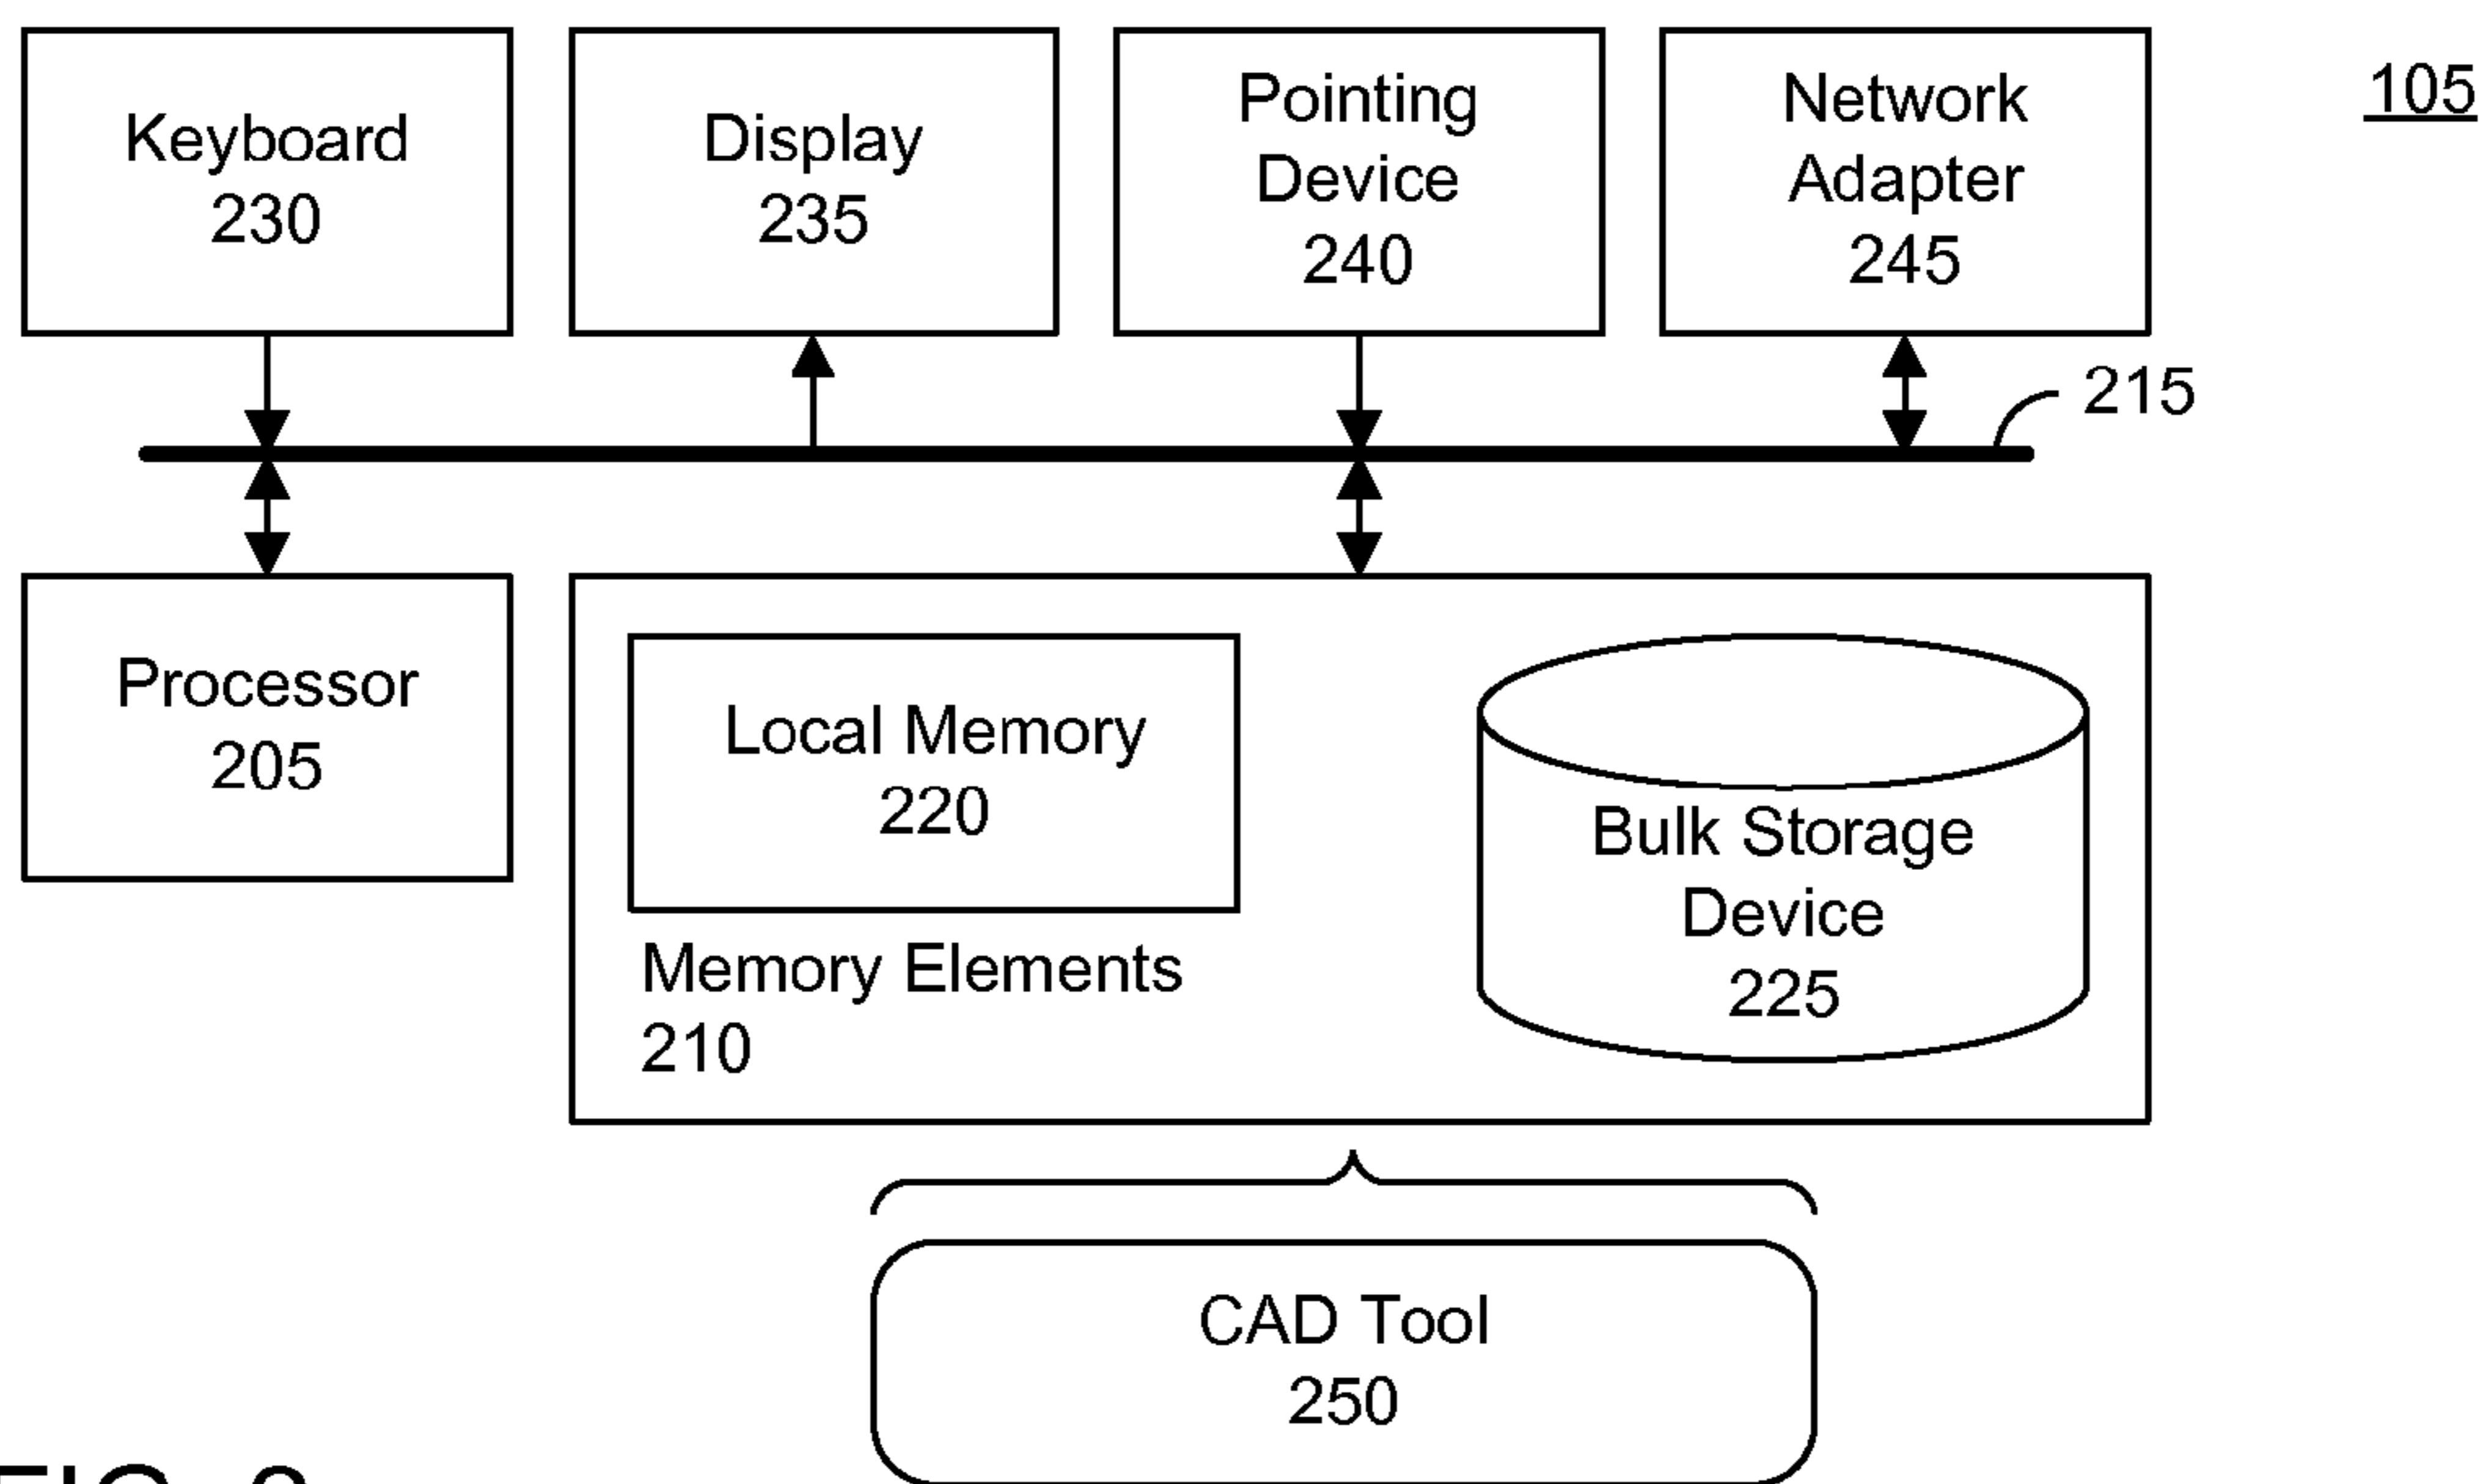 Keyboard
230
Display
235
Pointing
Device
240
Network
Adapter
245
105
215
Processor
205
Local Memory
220
Memory Elements
210
Bulk Storage
Device
225
CAD Tool
250